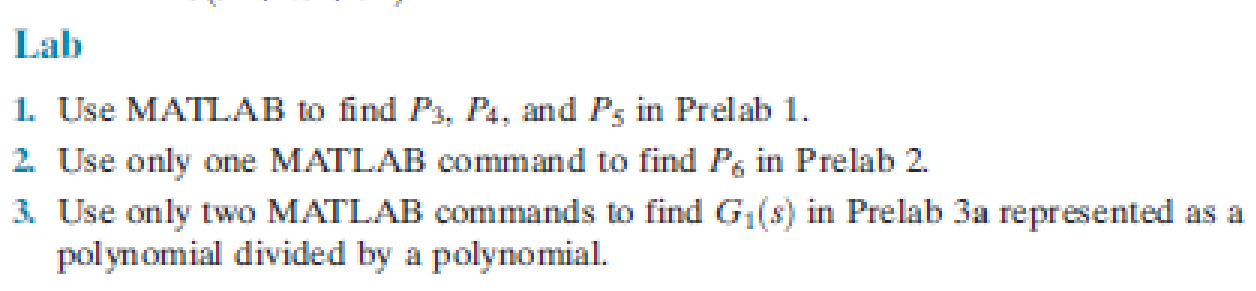 Lab
1. Use MATLAB to find P3, P4, and P5 in Prelab 1.
2. Use only one MATLAB command to find P6 in Prelab 2.
3. Use only two MATLAB commands to find G1(s) in Prelab 3a represented as a
polynomial divided by a polynomial.